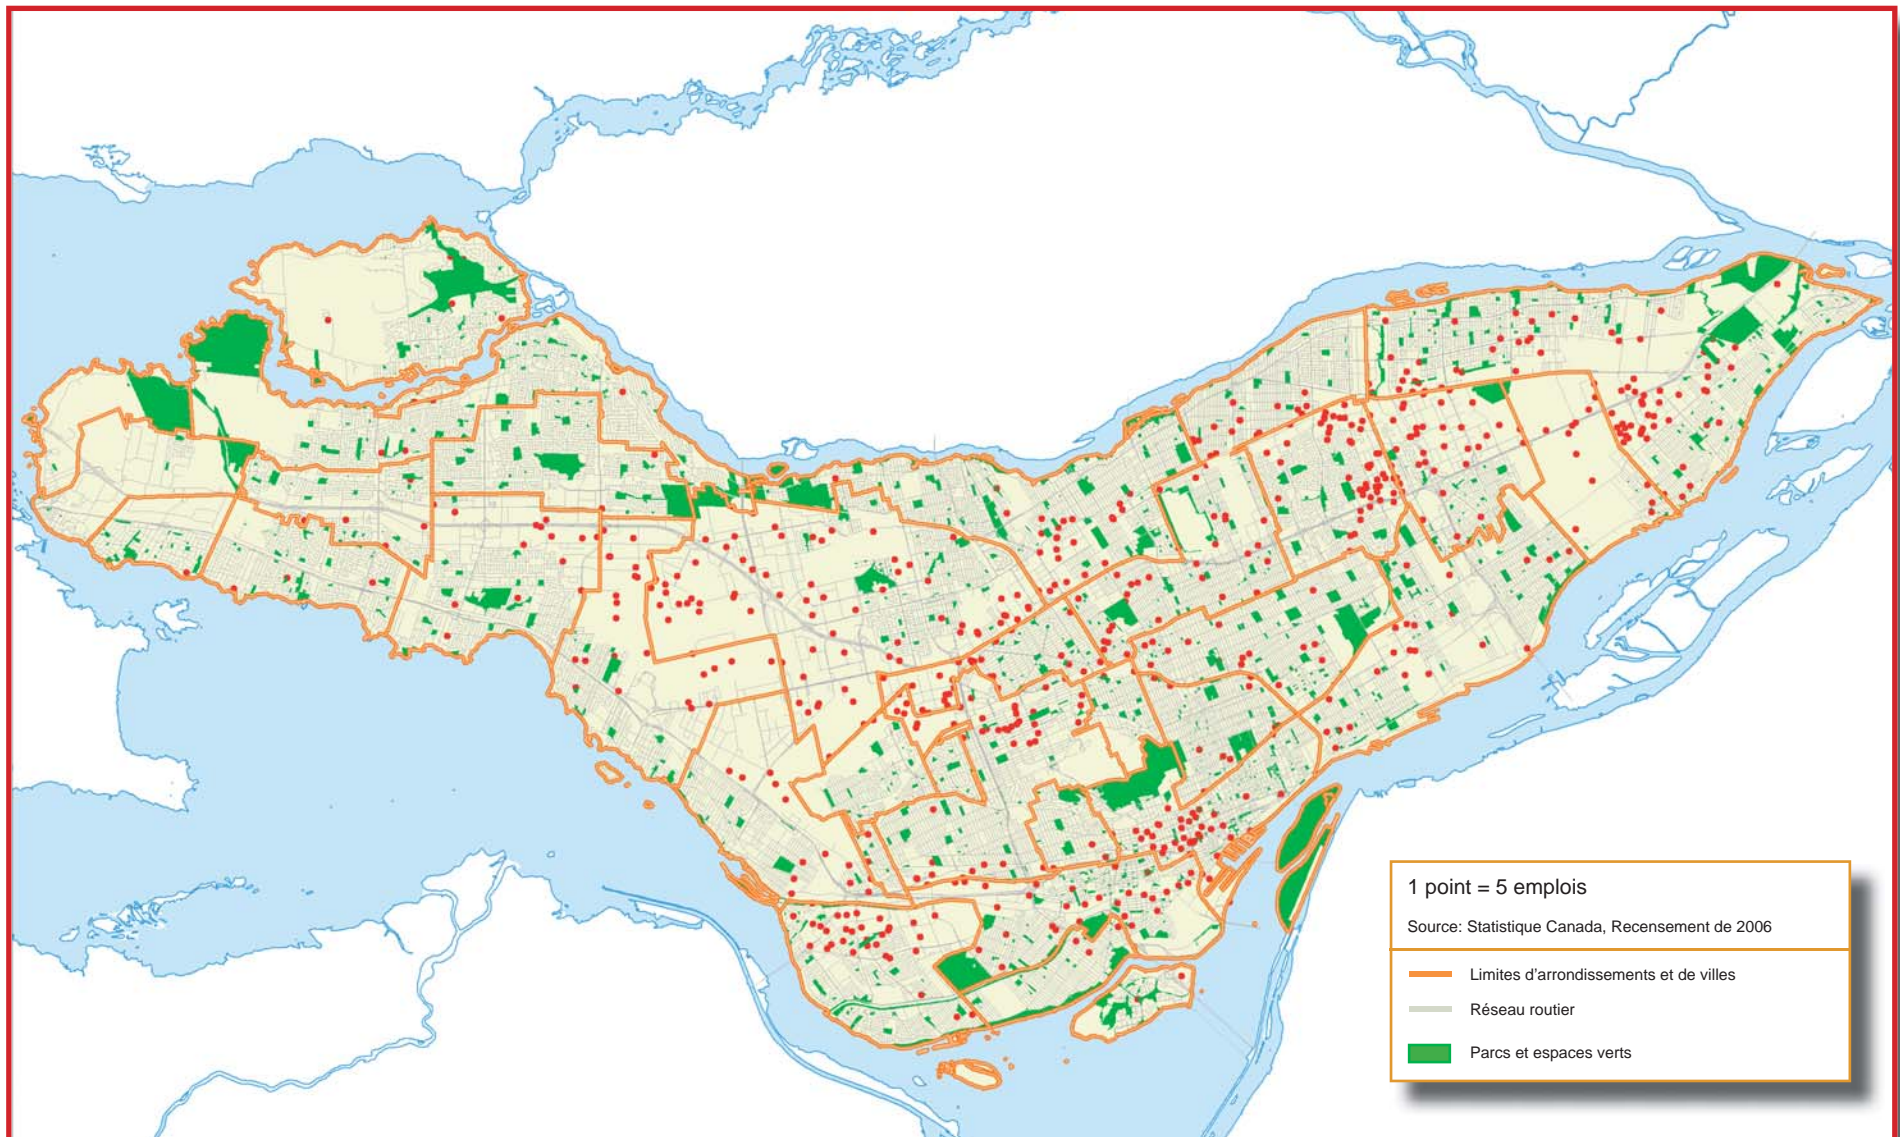 1 point = 5 emplois
Source: Statistique Canada, Recensement de 2006
Limites d'arrondissements et de villes
Réseau routier
Parcs et espaces verts